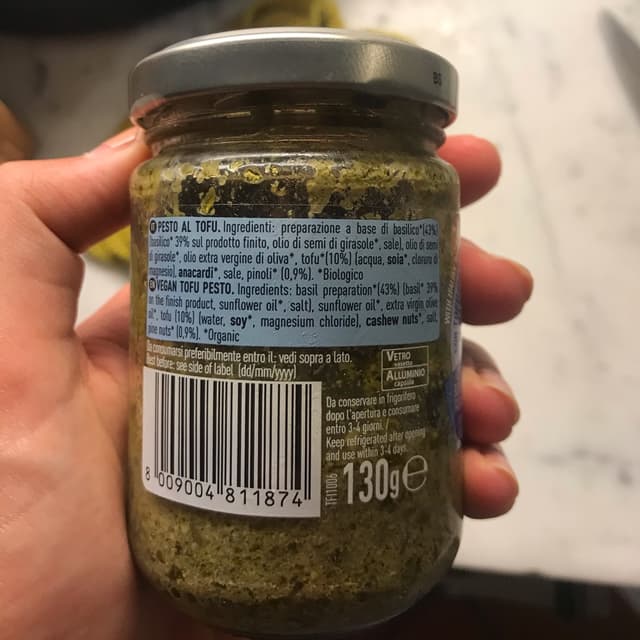 BS
IT PESTO AL TOFU. Ingredienti: preparazione a base di basilico*(43%)
(basilico* 39% sul prodotto finito, olio di semi di girasole*, sale), olio di semi
di girasole*, olio extra vergine di oliva*, tofu*(10%) (acqua, soia*, cloruro di
magnesio), anacardi*, sale, pinoli* (0,9%). *Biologico
EN VEGAN TOFU PESTO. Ingredients: basil preparation*(43%) (basil* 39%
on the finish product, sunflower oil*, salt), sunflower oil*, extra virgin olive
oil*, tofu (10%) (water, soy*, magnesium chloride), cashew nuts*, salt,
pine nuts* (0,9%). *Organic
Da consumarsi preferibilmente entro il: vedi sopra a lato.
Best before: see side of label (dd/mm/yyyy)
VETRO
vasetto
ALLUMINIO
capsula
Da conservare in frigorifero
dopo l'apertura e consumare
entro 3-4 giorni.
Keep refrigerated after opening
and use within 3-4 days.
TF11006
130g e
8 009004 811874